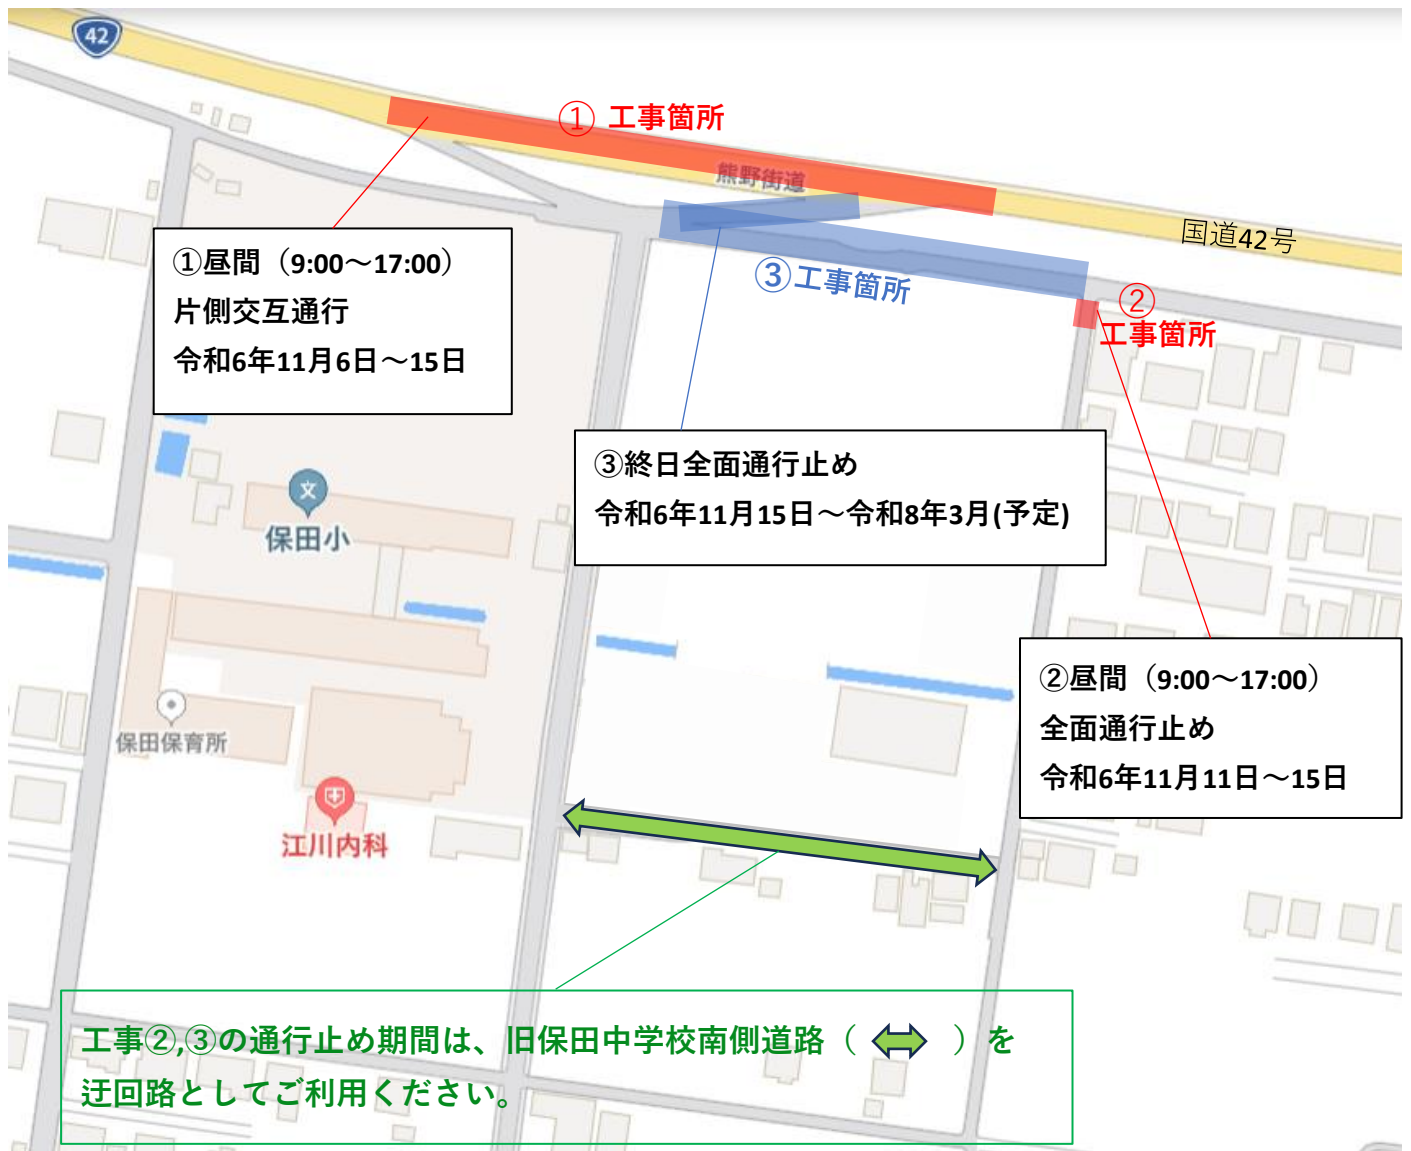 42
① 工事箇所
熊野街道
国道42号
①昼間（9:00～17:00）
片側交互通行
令和6年11月6日～15日
③工事箇所
②
工事箇所
③終日全面通行止め
令和6年11月15日～令和8年3月(予定)
文
保田小
②昼間（9:00～17:00）
全面通行止め
令和6年11月11日～15日
保田保育所
江川内科
工事②,③の通行止め期間は、旧保田中学校南側道路（ ）を
迂回路としてご利用ください。